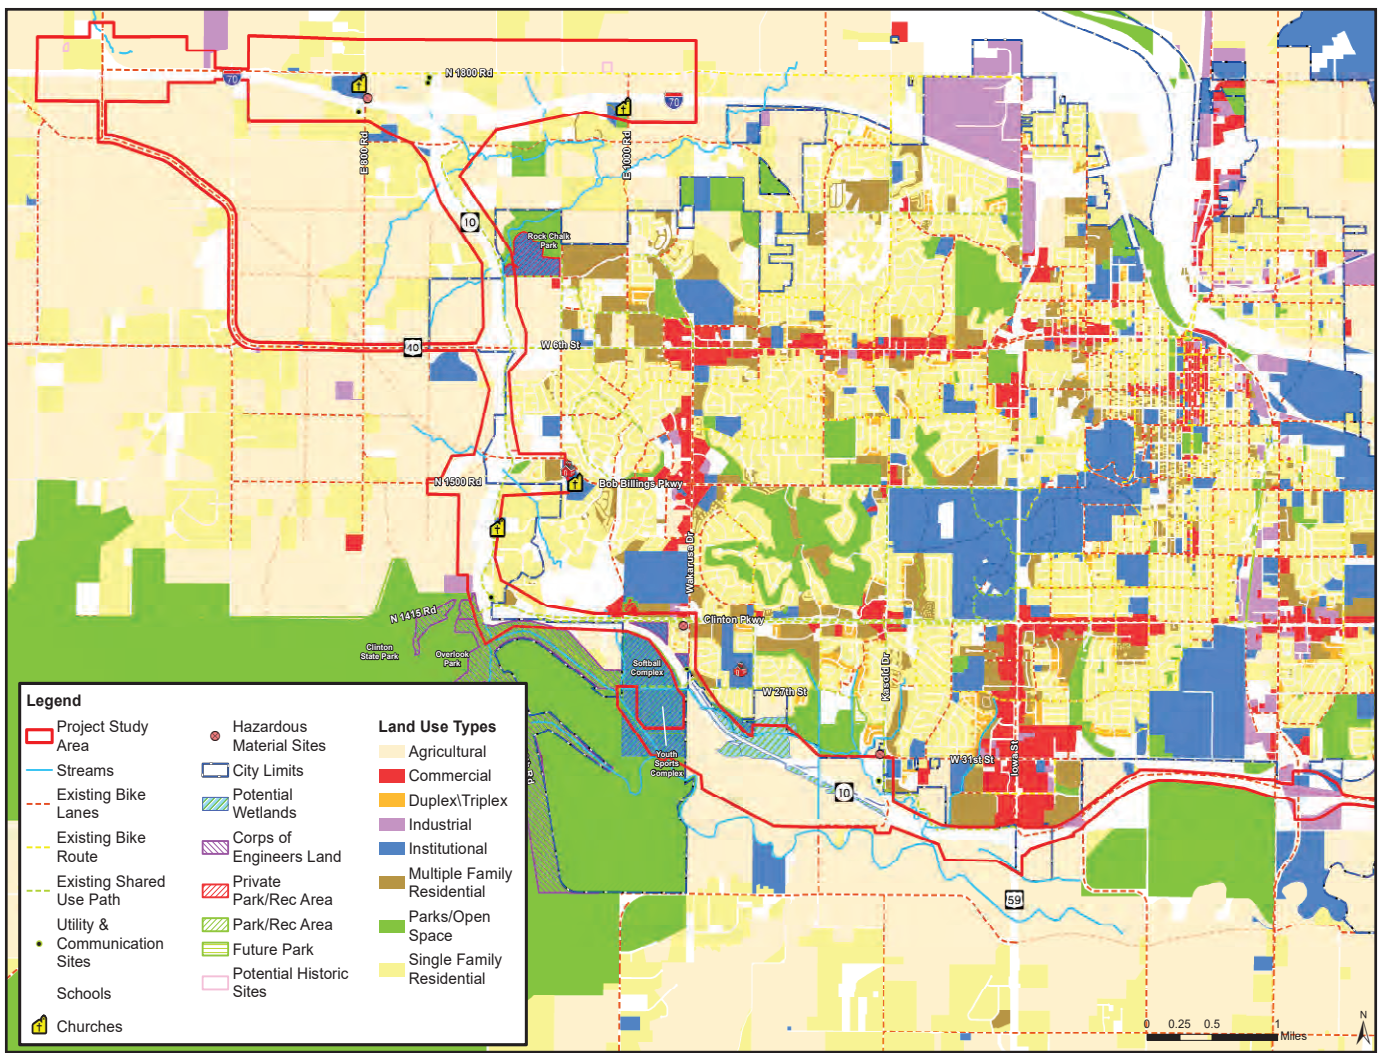 N 1800 Rd
70
70
E 600 Rd
E 1000 Rd
10
Rock Chalk
Park
40
W 6th St
N 1500 Rd
Bob Billings Pkwy
Wakarusa Dr
N 1415 Rd
Clinton Pkwy
Clinton
State Park
Overlook
Park
Softball
Complex
W 27th St
Kasold Dr
Youth
Sports
Complex
W 31st St
Iowa St
10
59
Legend
Project Study
Area
Streams
Existing Bike
Lanes
Existing Bike
Route
Existing Shared
Use Path
Utility &
Communication
Sites
Schools
Churches
Hazardous
Material Sites
City Limits
Potential
Wetlands
Corps of
Engineers Land
Private
Park/Rec Area
Park/Rec Area
Future Park
Potential Historic
Sites
Land Use Types
Agricultural
Commercial
Duplex\Triplex
Industrial
Institutional
Multiple Family
Residential
Parks/Open
Space
Single Family
Residential
N
0 0.25 0.5 1
Miles